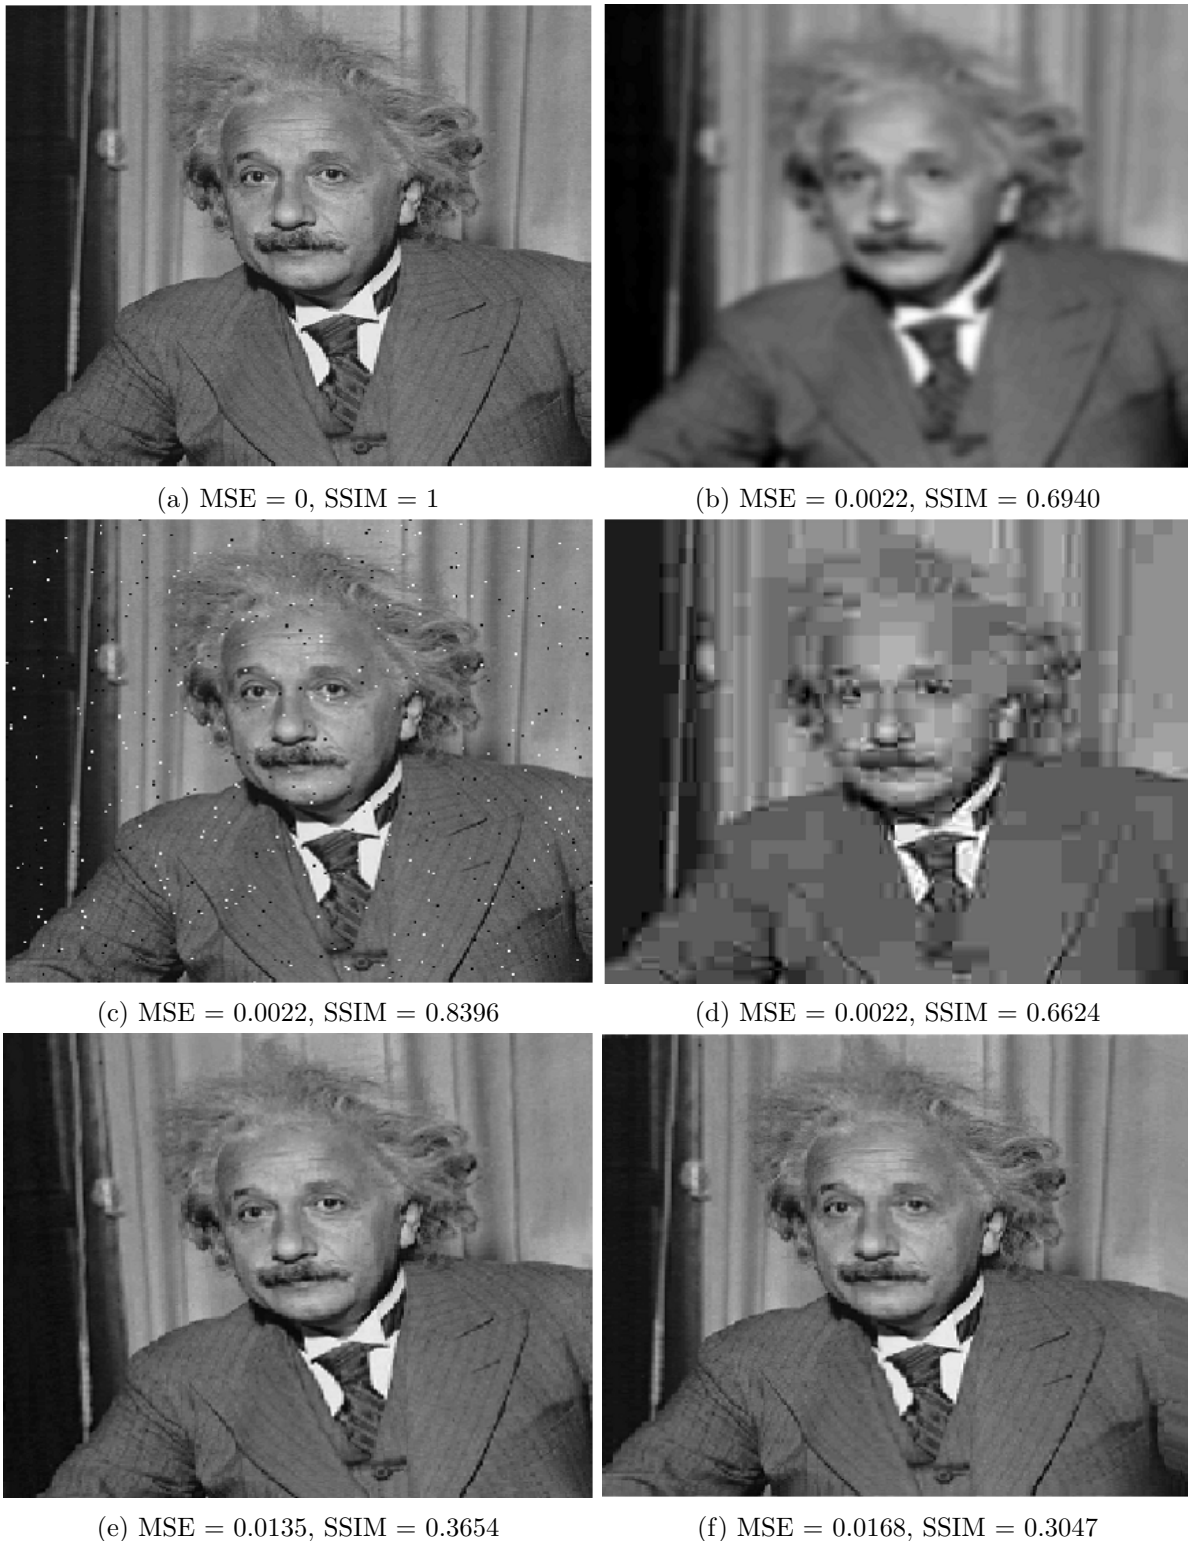 (a) MSE = 0, SSIM = 1
(b) MSE = 0.0022, SSIM = 0.6940
(c) MSE = 0.0022, SSIM = 0.8396
(d) MSE = 0.0022, SSIM = 0.6624
(e) MSE = 0.0135, SSIM = 0.3654
(f) MSE = 0.0168, SSIM = 0.3047